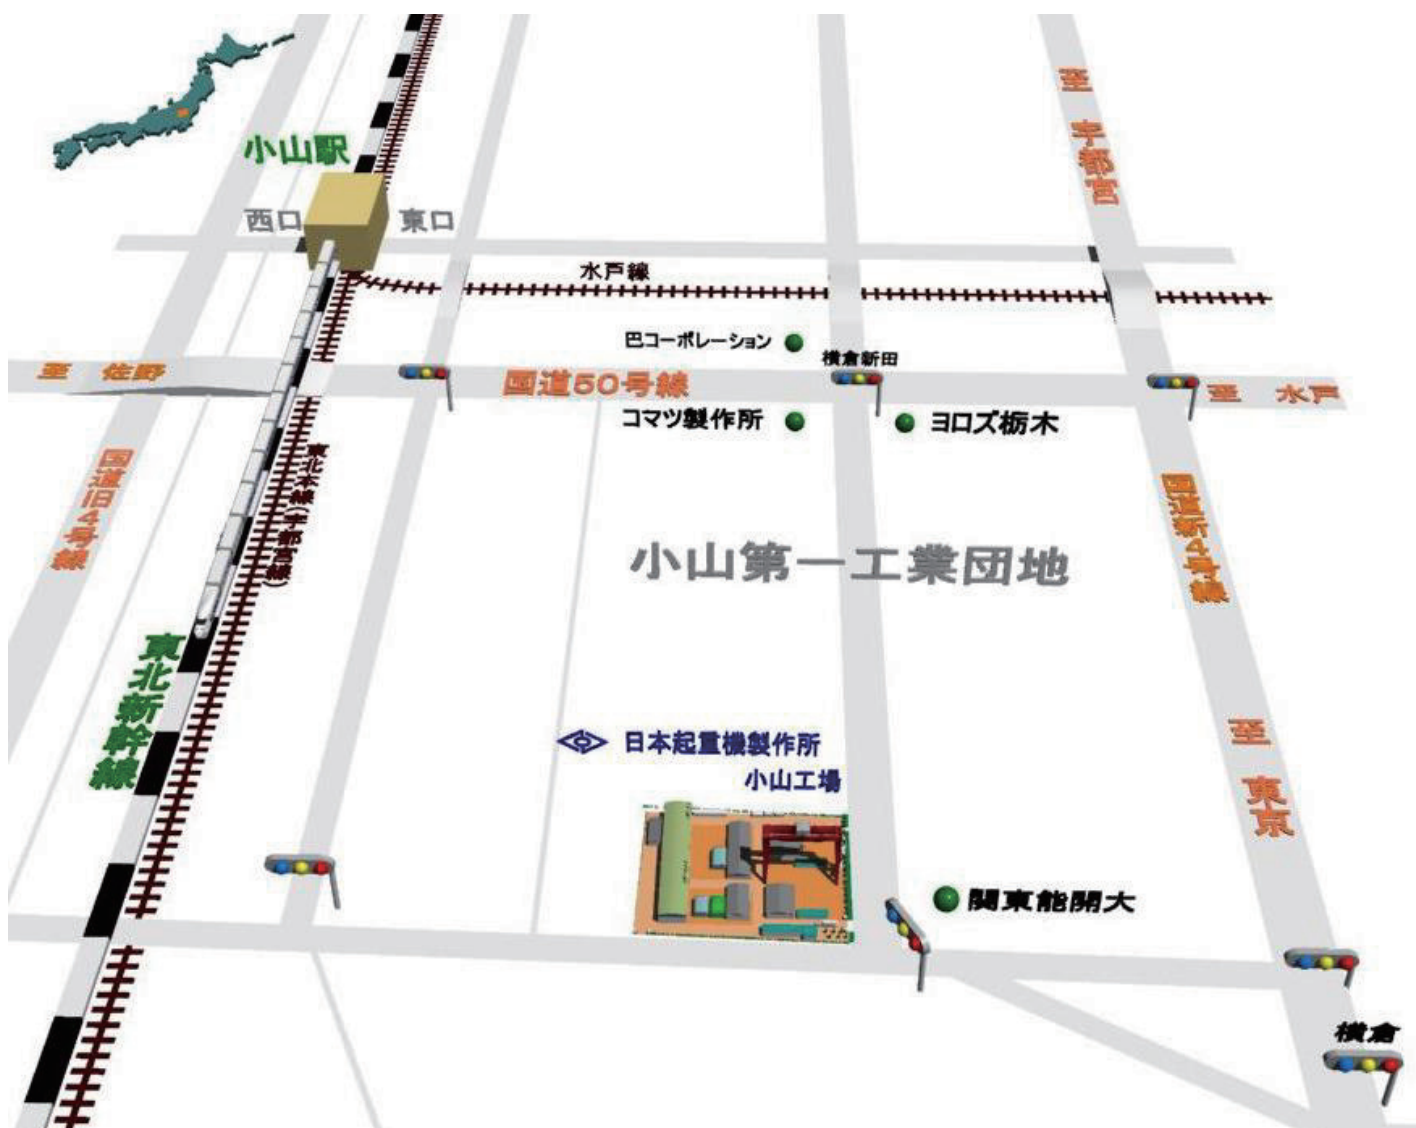 至 宇都宮
小山駅
西口
東口
水戸線
巴コーポレーション
横倉新田
至 佐野
国道50号線
至 水戸
コマツ製作所
ヨロズ栃木
国道旧4号線
東北本線(宇都宮線)
国道新4号線
小山第一工業団地
東北新幹線
日本起重機製作所
小山工場
至 東京
関東能開大
横倉